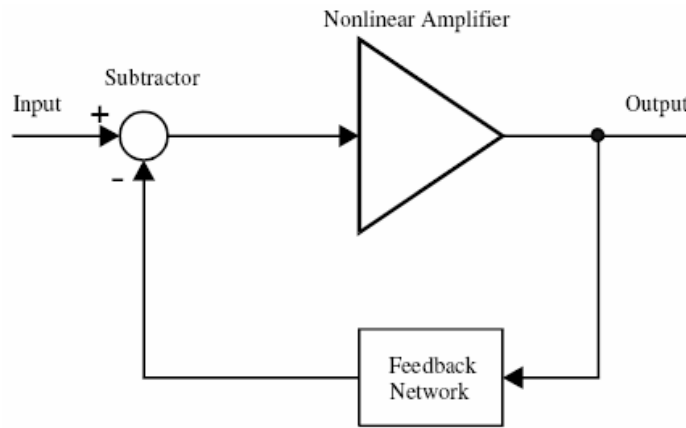 Nonlinear Amplifier
Subtractor
Input
Output
+
-
Feedback
Network